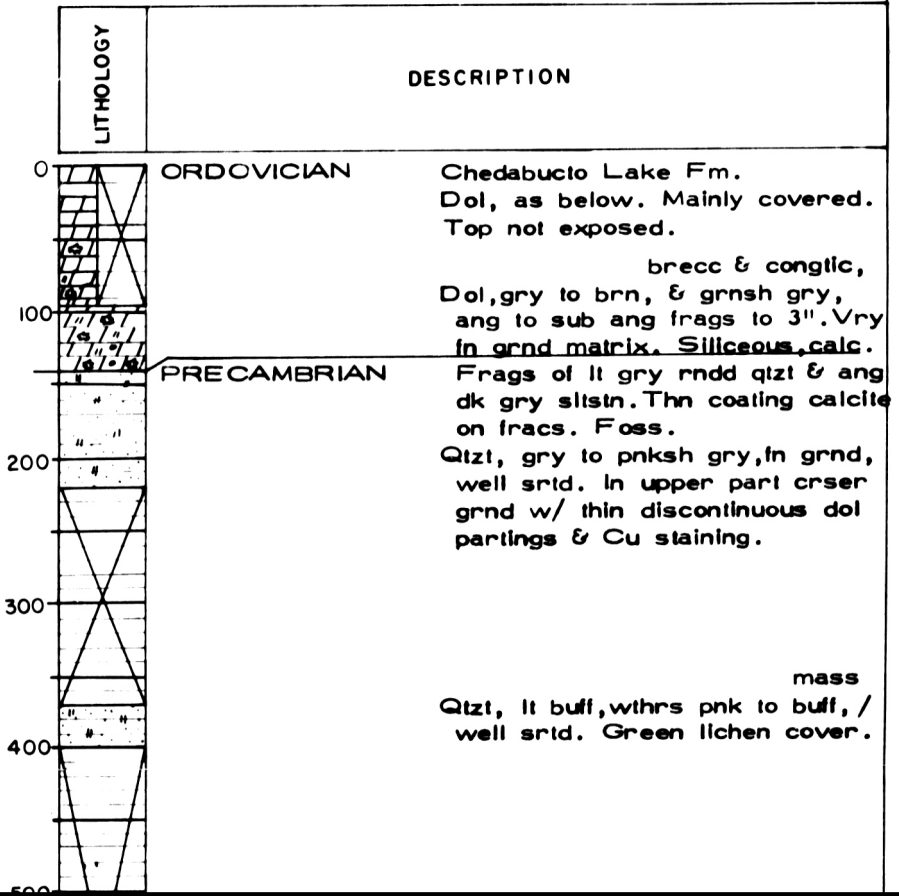 LITHOLOGY
DESCRIPTION
0
ORDOVICIAN
Chedabucto Lake Fm.
Dol, as below. Mainly covered.
Top not exposed.
brecc & congtic,
Dol,gry to brn, & grnsh gry,
100
ang to sub ang frags to 3". Vry
fn grnd matrix. Siliceous,calc.
PRECAMBRIAN
Frags of lt gry rndd qtzt & ang
dk gry sltstn. Thn coating calcite
on fracs. Foss.
200
Qtzt, gry to pnksh gry,fn grnd,
well srtd. In upper part crser
grnd w/ thin discontinuous dol
partings & Cu staining.
300
mass
Qtzt, lt buff,wthrs pnk to buff, /
well srtd. Green lichen cover.
400
500